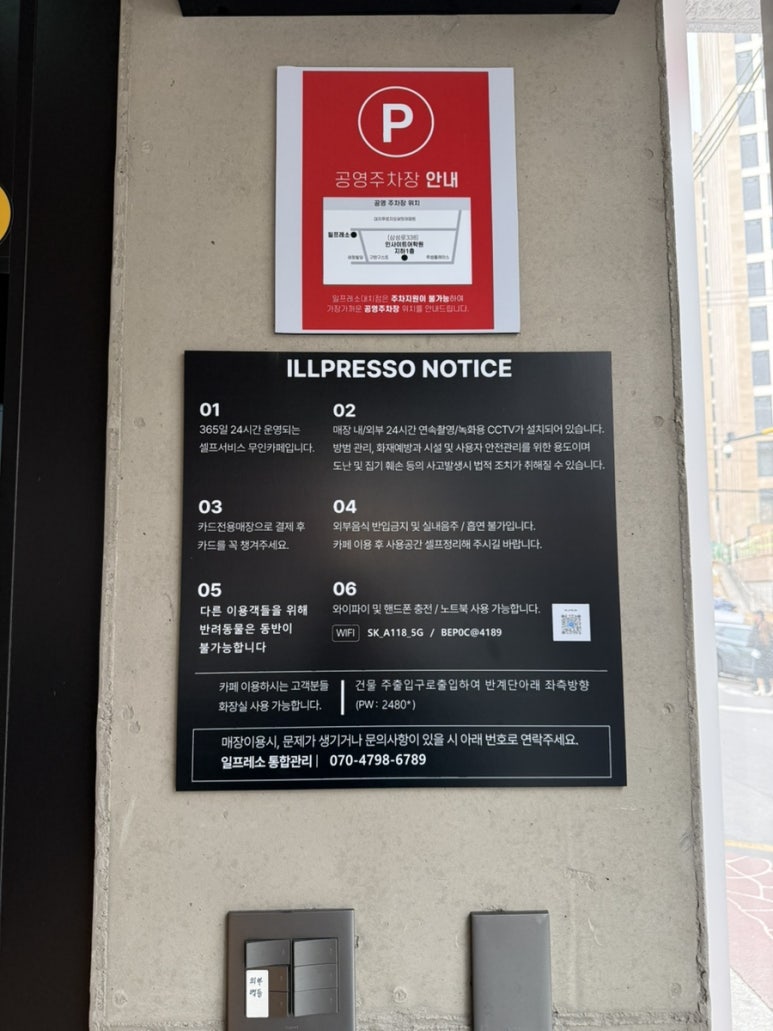 P
공영주차장 안내
공영 주차장 위치
일프레소
[삼성로338]
인사이트어학원
지하1층
일프레소대치점은 주차지원이 불가능하여
가장가까운 공영주차장 위치를 안내드립니다.
ILLPRESSO NOTICE
01
365일 24시간 운영되는
셀프서비스 무인카페입니다.
02
매장 내/외부 24시간 연속촬영/녹화용 CCTV가 설치되어 있습니다.
방범 관리, 화재예방과 시설 및 사용자 안전관리를 위한 용도이며
도난 및 집기 훼손 등의 사고발생시 법적 조치가 취해질 수 있습니다.
03
카드전용매장으로 결제 후
카드를 꼭 챙겨주세요.
04
외부음식 반입금지 및 실내음주 / 흡연 불가입니다.
카페 이용 후 사용공간 셀프정리해 주시길 바랍니다.
05
다른 이용객들을 위해
반려동물은 동반이
불가능합니다
06
와이파이 및 핸드폰 충전 / 노트북 사용 가능합니다.
WIFI SK_A118_5G / BEP0C@4189
카페 이용하시는 고객분들
화장실 사용 가능합니다.
건물 주출입구로출입하여 반계단아래 좌측방향
(PW: 2480*)
매장이용시, 문제가 생기거나 문의사항이 있을 시 아래 번호로 연락주세요.
일프레소 통합관리 | 070-4798-6789
외부